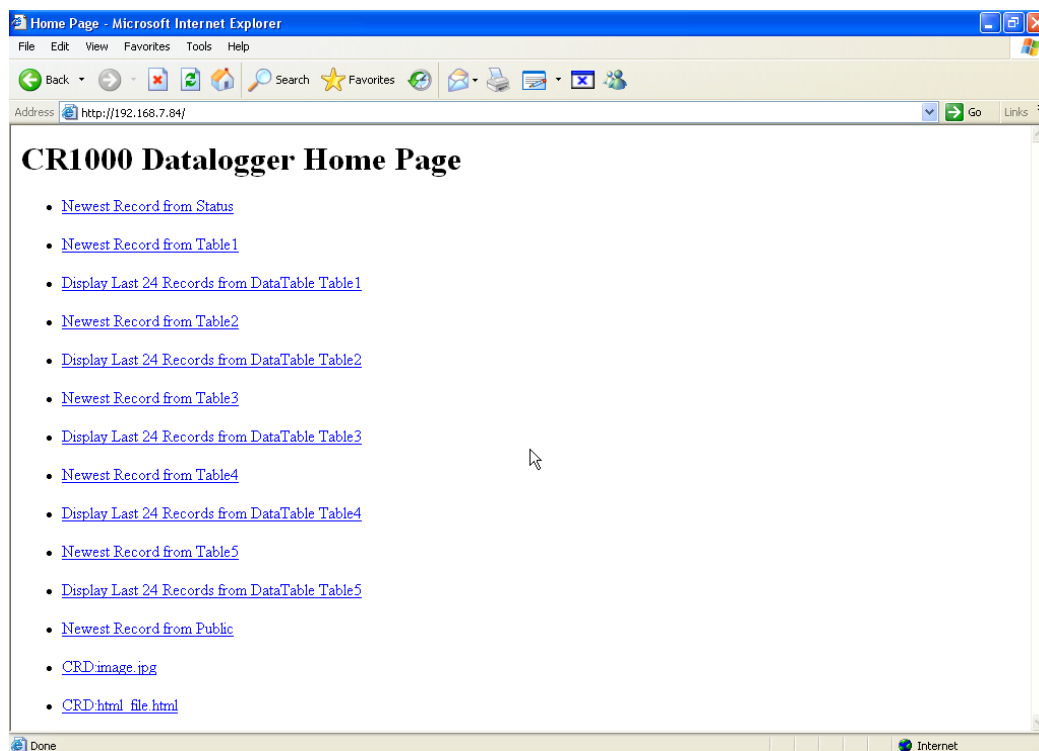 Home Page - Microsoft Internet Explorer
File Edit View Favorites Tools Help
Back Search Favorites
Address http://192.168.7.84/ Go Links
CR1000 Datalogger Home Page
Newest Record from Status
Newest Record from Table1
Display Last 24 Records from DataTable Table1
Newest Record from Table2
Display Last 24 Records from DataTable Table2
Newest Record from Table3
Display Last 24 Records from DataTable Table3
Newest Record from Table4
Display Last 24 Records from DataTable Table4
Newest Record from Table5
Display Last 24 Records from DataTable Table5
Newest Record from Public
CRD:image.jpg
CRD:html_file.html
Done Internet